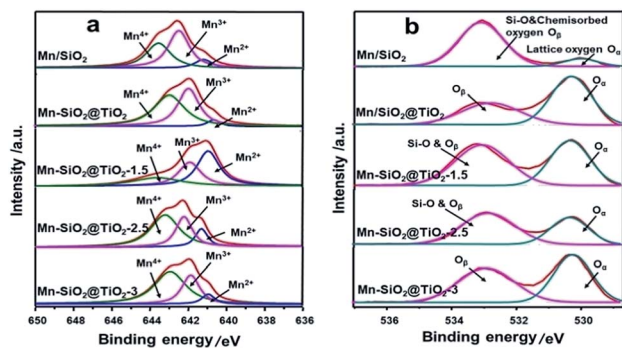 a
Mn/SiO2
Mn4+
Mn3+
Mn2+
Mn-SiO2@TiO2
Mn4+
Mn3+
Mn2+
Mn-SiO2@TiO2-1.5
Mn4+
Mn3+
Mn2+
Mn-SiO2@TiO2-2.5
Mn4+
Mn3+
Mn2+
Mn-SiO2@TiO2-3
Mn4+
Mn3+
Mn2+
Intensity /a.u.
650 648 646 644 642 640 638 636
Binding energy /eV
b
Mn/SiO2
Si-O&Chemisorbed
oxygen Oβ
Lattice oxygen Oα
Mn/SiO2@TiO2
Oβ
Oα
Mn-SiO2@TiO2-1.5
Si-O & Oβ
Oα
Mn-SiO2@TiO2-2.5
Si-O & Oβ
Oα
Mn-SiO2@TiO2-3
Oβ
Oα
Intensity /a.u.
536 534 532 530
Binding energy /eV